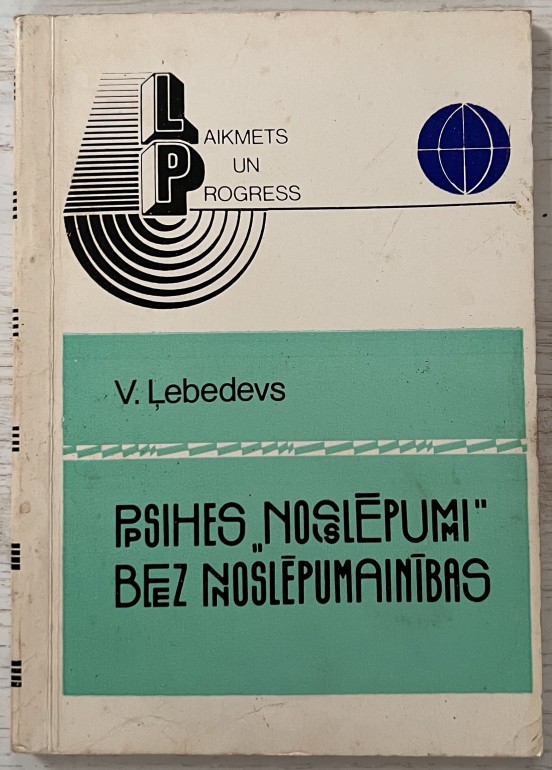 LAIKMETS
UN
PROGRESS
V. Ļebedevs
PSIHES „NOSLĒPUMI"
BEZ NOSLĒPUMAINĪBAS